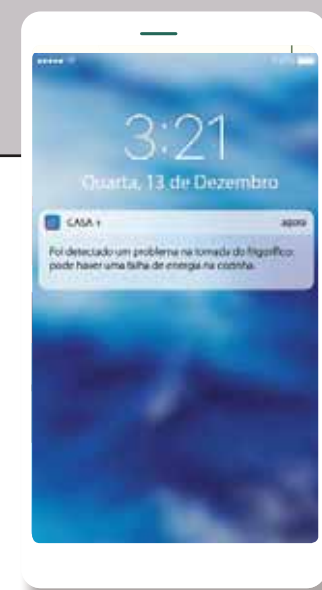 3:21
Quarta, 13 de Dezembro
CASA + agora
Foi detectado um problema na tomada do frigorífico:
pode haver uma falha de energia na cozinha.